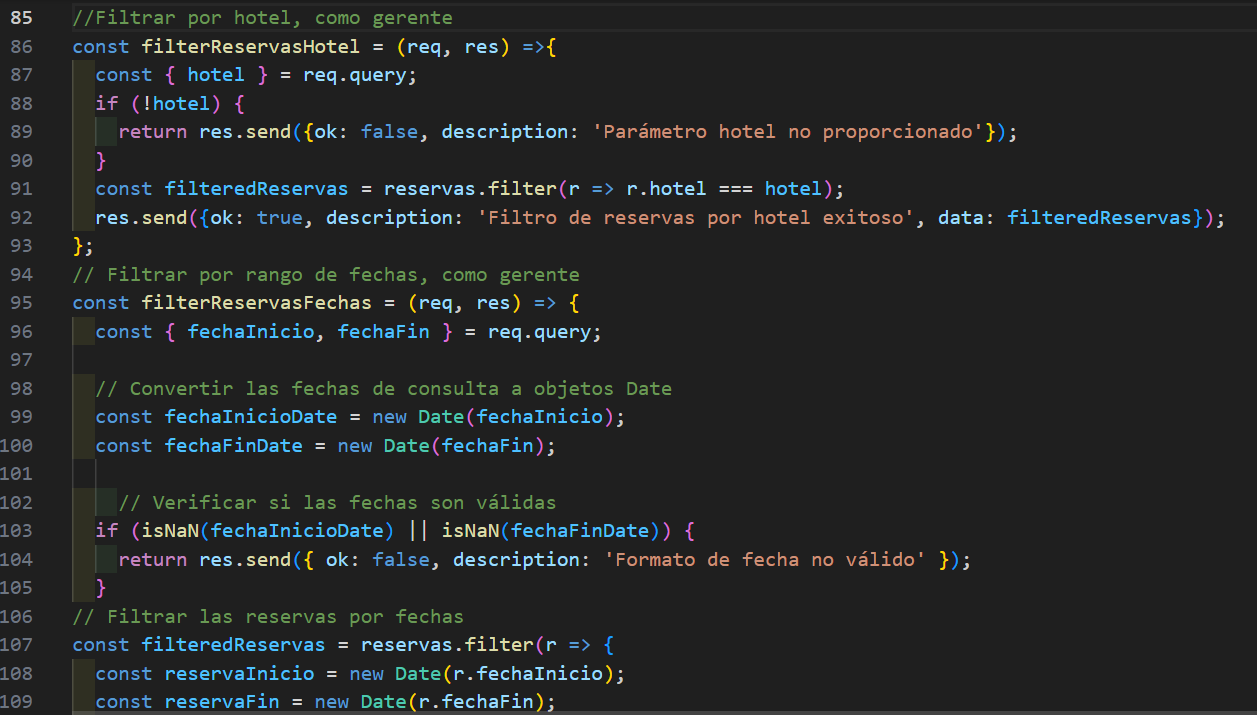 85 //Filtrar por hotel, como gerente
86 const filterReservasHotel = (req, res) =>{
87   const { hotel } = req.query;
88   if (!hotel) {
89     return res.send({ok: false, description: 'Parámetro hotel no proporcionado'});
90   }
91   const filteredReservas = reservas.filter(r => r.hotel === hotel);
92   res.send({ok: true, description: 'Filtro de reservas por hotel exitoso', data: filteredReservas});
93 };
94 // Filtrar por rango de fechas, como gerente
95 const filterReservasFechas = (req, res) => {
96   const { fechaInicio, fechaFin } = req.query;
97
98   // Convertir las fechas de consulta a objetos Date
99   const fechaInicioDate = new Date(fechaInicio);
100   const fechaFinDate = new Date(fechaFin);
101
102     // Verificar si las fechas son válidas
103   if (isNaN(fechaInicioDate) || isNaN(fechaFinDate)) {
104     return res.send({ ok: false, description: 'Formato de fecha no válido' });
105   }
106 // Filtrar las reservas por fechas
107 const filteredReservas = reservas.filter(r => {
108   const reservaInicio = new Date(r.fechaInicio);
109   const reservaFin = new Date(r.fechaFin);